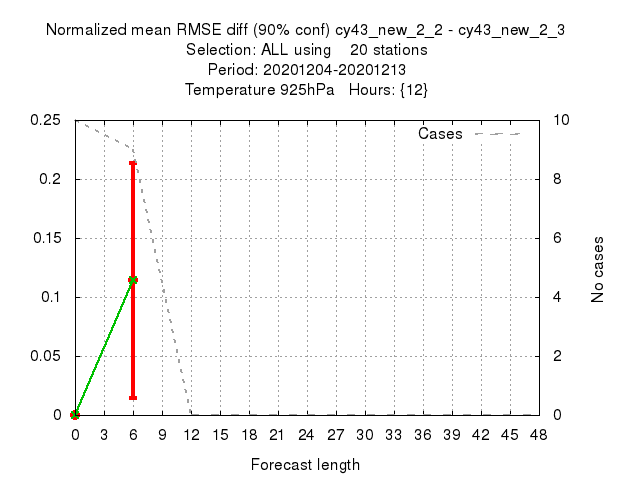 Normalized mean RMSE diff (90% conf) cy43_new_2_2 - cy43_new_2_3
Selection: ALL using    20 stations
Period: 20201204-20201213
Temperature 925hPa   Hours: {12}
0.25
0.2
0.15
0.1
0.05
0
Cases
10
8
6
4
2
0
No cases
0 3 6 9 12 15 18 21 24 27 30 33 36 39 42 45 48
Forecast length